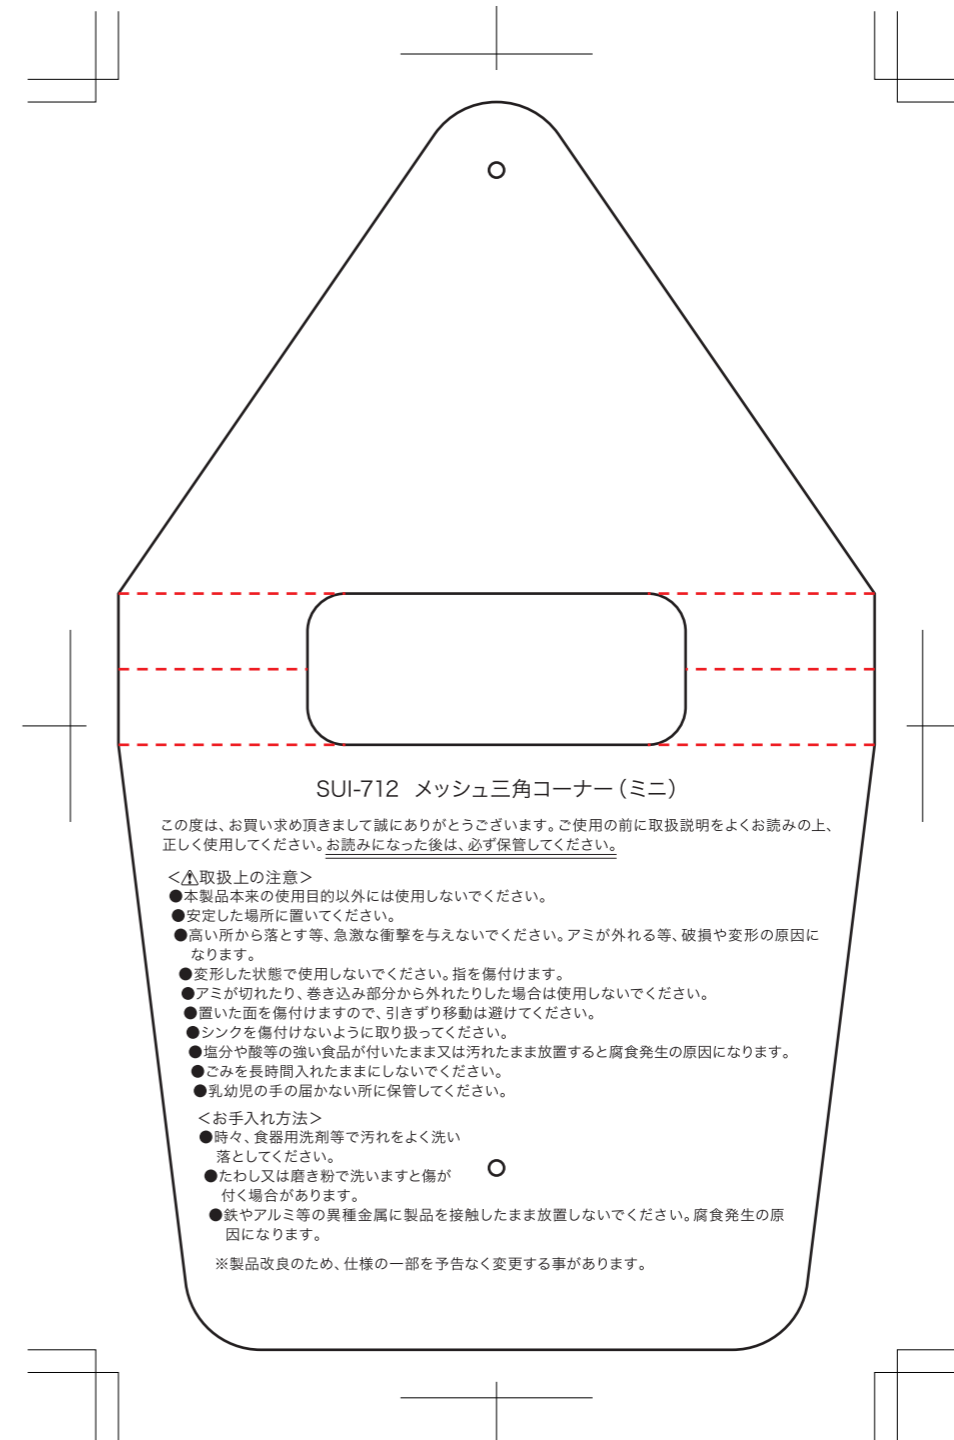 SUI-712 メッシュ三角コーナー（ミニ）
この度は、お買い求め頂きまして誠にありがとうございます。ご使用の前に取扱説明をよくお読みの上、
正しく使用してください。お読みになった後は、必ず保管してください。
＜⚠取扱上の注意＞
●本製品本来の使用目的以外には使用しないでください。
●安定した場所に置いてください。
●高い所から落とす等、急激な衝撃を与えないでください。アミが外れる等、破損や変形の原因に
なります。
●変形した状態で使用しないでください。指を傷付けます。
●アミが切れたり、巻き込み部分から外れたりした場合は使用しないでください。
●置いた面を傷付けますので、引きずり移動は避けてください。
●シンクを傷付けないように取り扱ってください。
●塩分や酸等の強い食品が付いたまま又は汚れたまま放置すると腐食発生の原因になります。
●ごみを長時間入れたままにしないでください。
●乳幼児の手の届かない所に保管してください。
＜お手入れ方法＞
●時々、食器用洗剤等で汚れをよく洗い
落としてください。
●たわし又は磨き粉で洗いますと傷が
付く場合があります。
●鉄やアルミ等の異種金属に製品を接触したまま放置しないでください。腐食発生の原
因になります。
※製品改良のため、仕様の一部を予告なく変更する事があります。